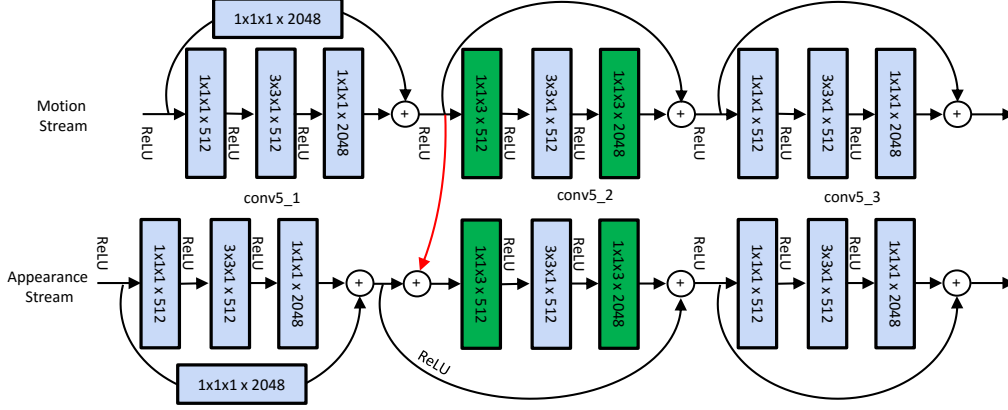 1x1x1 x 2048
Motion
Stream
ReLU
1x1x1 x 512
ReLU
3x3x1 x 512
ReLU
1x1x1 x 2048
+
ReLU
1x1x3 x 512
ReLU
3x3x1 x 512
ReLU
1x1x3 x 2048
+
ReLU
1x1x1 x 512
ReLU
3x3x1 x 512
ReLU
1x1x1 x 2048
+
conv5_1
conv5_2
conv5_3
Appearance
Stream
ReLU
1x1x1 x 512
ReLU
3x3x1 x 512
ReLU
1x1x1 x 2048
+
ReLU
+
1x1x3 x 512
ReLU
3x3x1 x 512
ReLU
1x1x3 x 2048
+
ReLU
1x1x1 x 512
ReLU
3x3x1 x 512
ReLU
1x1x1 x 2048
+
1x1x1 x 2048